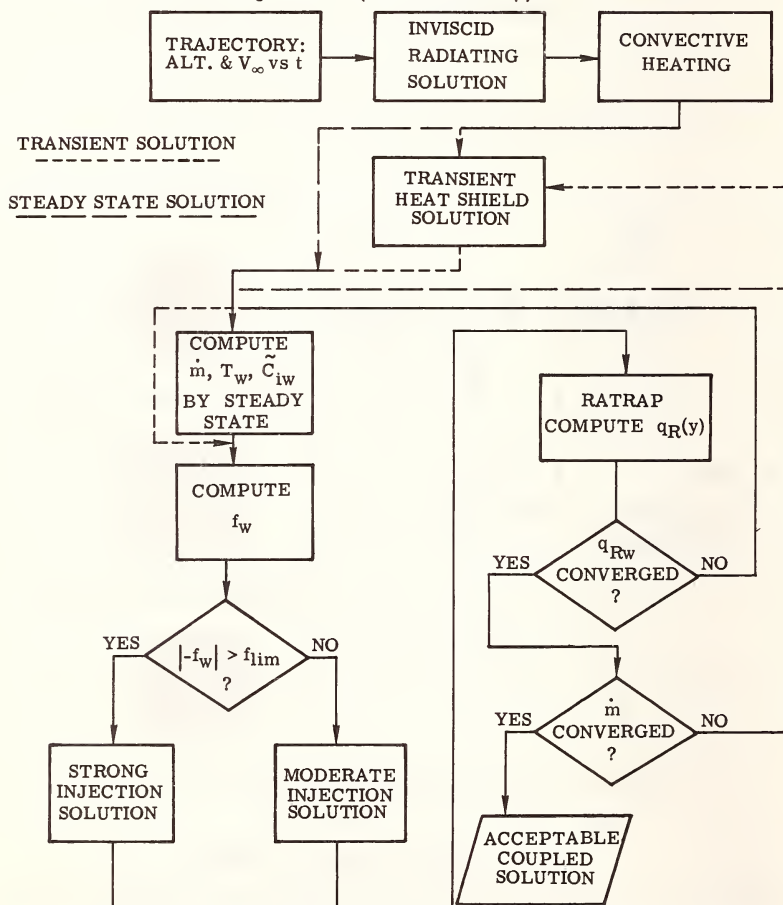 TRAJECTORY:
ALT. & V∞ vs t
INVISCID
RADIATING
SOLUTION
CONVECTIVE
HEATING
TRANSIENT SOLUTION
STEADY STATE SOLUTION
TRANSIENT
HEAT SHIELD
SOLUTION
COMPUTE
ṁ, T_w, C̃_iw
BY STEADY
STATE
COMPUTE
f_w
YES
|-f_w| > f_lim
?
NO
STRONG
INJECTION
SOLUTION
MODERATE
INJECTION
SOLUTION
RATRAP
COMPUTE q_R(y)
YES
q_Rw
CONVERGED
?
NO
YES
ṁ
CONVERGED
?
NO
ACCEPTABLE
COUPLED
SOLUTION